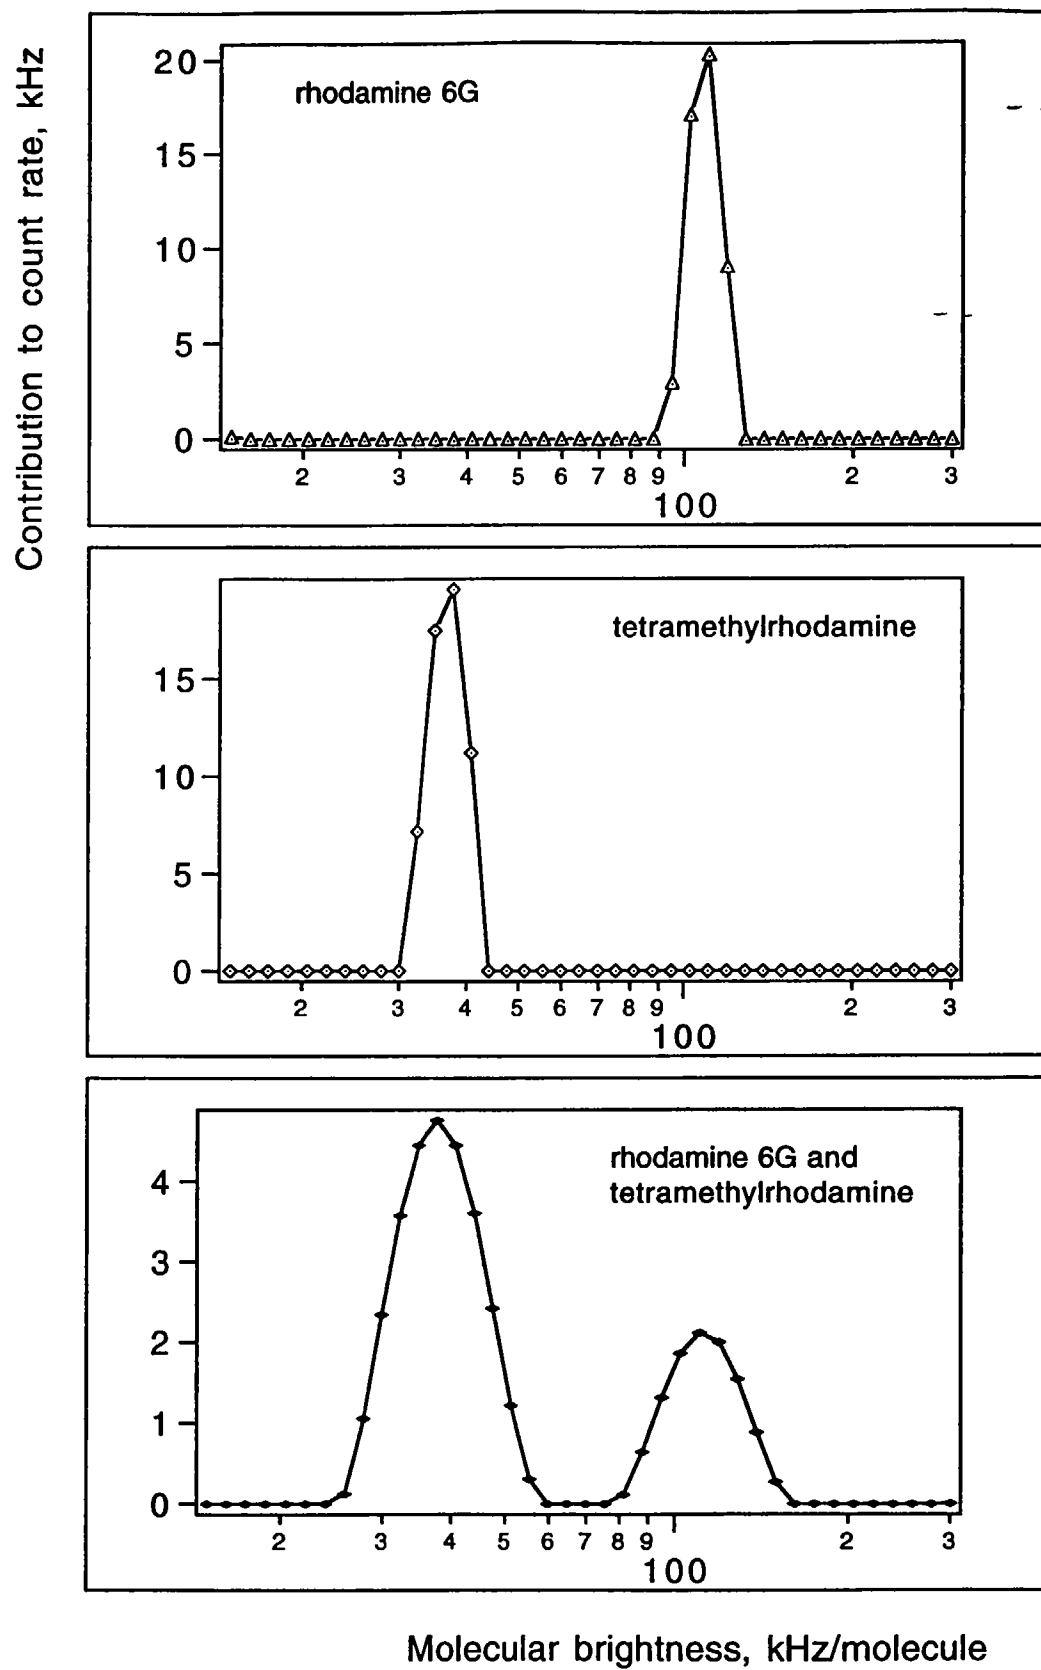 Contribution to count rate, kHz
rhodamine 6G
20
15
10
5
0
2 3 4 5 6 7 8 9 2 3
100
tetramethylrhodamine
15
10
5
0
2 3 4 5 6 7 8 9 2 3
100
rhodamine 6G and
tetramethylrhodamine
4
3
2
1
0
2 3 4 5 6 7 8 9 2 3
100
Molecular brightness, kHz/molecule